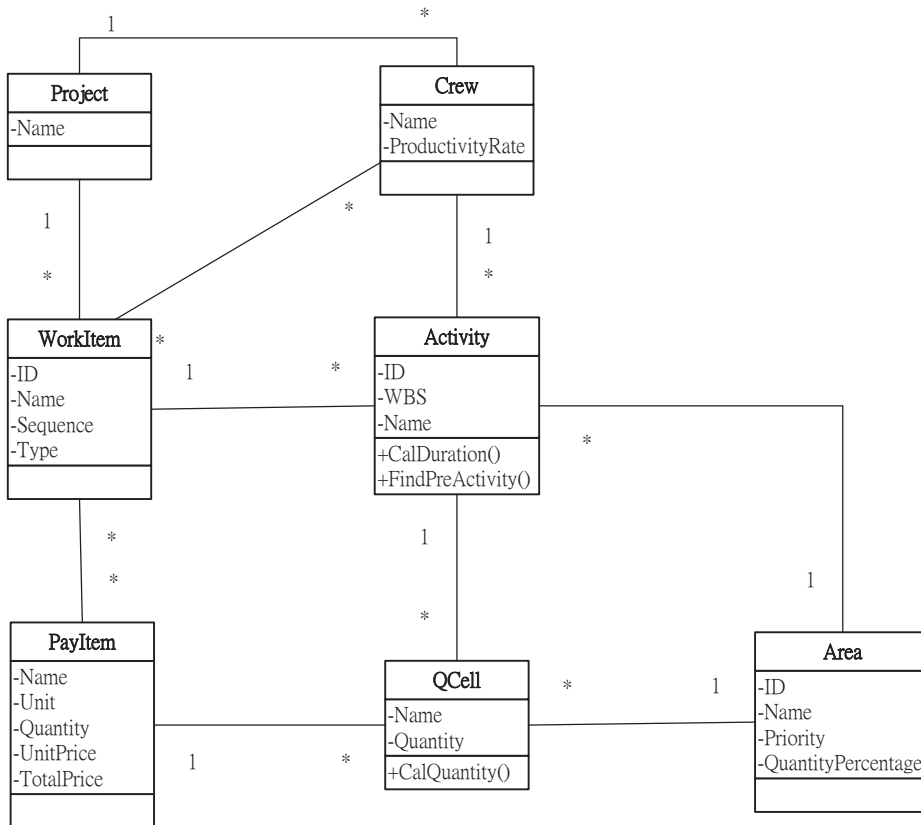 1
*
Project
-Name
Crew
-Name
-ProductivityRate
1
*
*
1
*
WorkItem
-ID
-Name
-Sequence
-Type
*
1
*
Activity
-ID
-WBS
-Name
+CalDuration()
+FindPreActivity()
*
*
*
1
*
1
PayItem
-Name
-Unit
-Quantity
-UnitPrice
-TotalPrice
1
*
QCell
-Name
-Quantity
+CalQuantity()
*
1
Area
-ID
-Name
-Priority
-QuantityPercentage